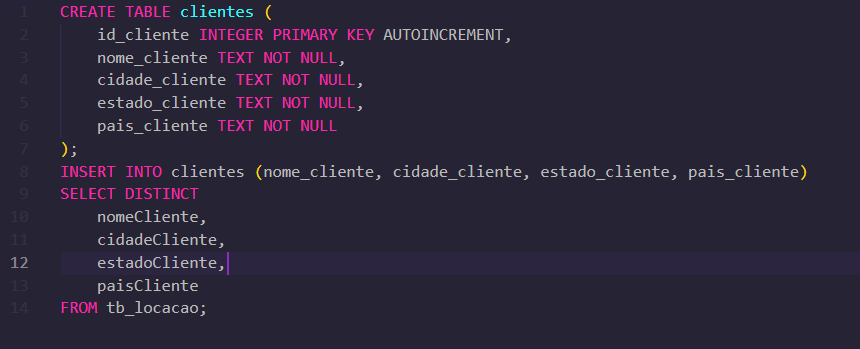 1 CREATE TABLE clientes (
2 id_cliente INTEGER PRIMARY KEY AUTOINCREMENT,
3 nome_cliente TEXT NOT NULL,
4 cidade_cliente TEXT NOT NULL,
5 estado_cliente TEXT NOT NULL,
6 pais_cliente TEXT NOT NULL
7 );
8 INSERT INTO clientes (nome_cliente, cidade_cliente, estado_cliente, pais_cliente)
9 SELECT DISTINCT
10 nomeCliente,
11 cidadeCliente,
12 estadoCliente,
13 paisCliente
14 FROM tb_locacao;